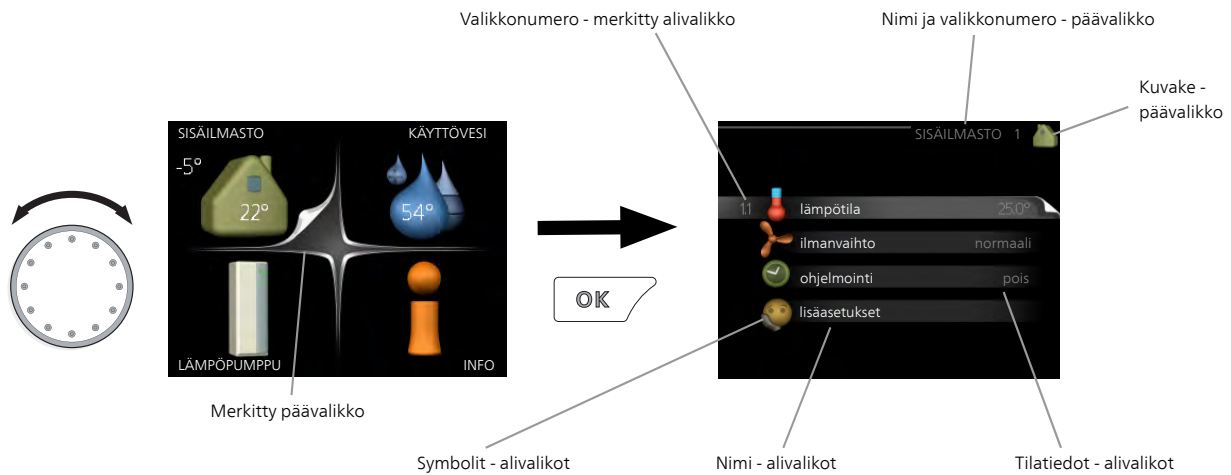 Valikkonumero - merkitty alivalikko
Nimi ja valikkonumero - päävalikko
Kuvake -
päävalikko
SISÄILMASTO
KÄYTTÖVESI
-5°
22°
54°
LÄMPÖPUMPPU
INFO
Merkitty päävalikko
OK
SISÄILMASTO 1
1.1 lämpötila 25.0°
ilmanvaihto normaali
ohjelmointi pois
lisäasetukset
Symbolit - alivalikot
Nimi - alivalikot
Tilatiedot - alivalikot